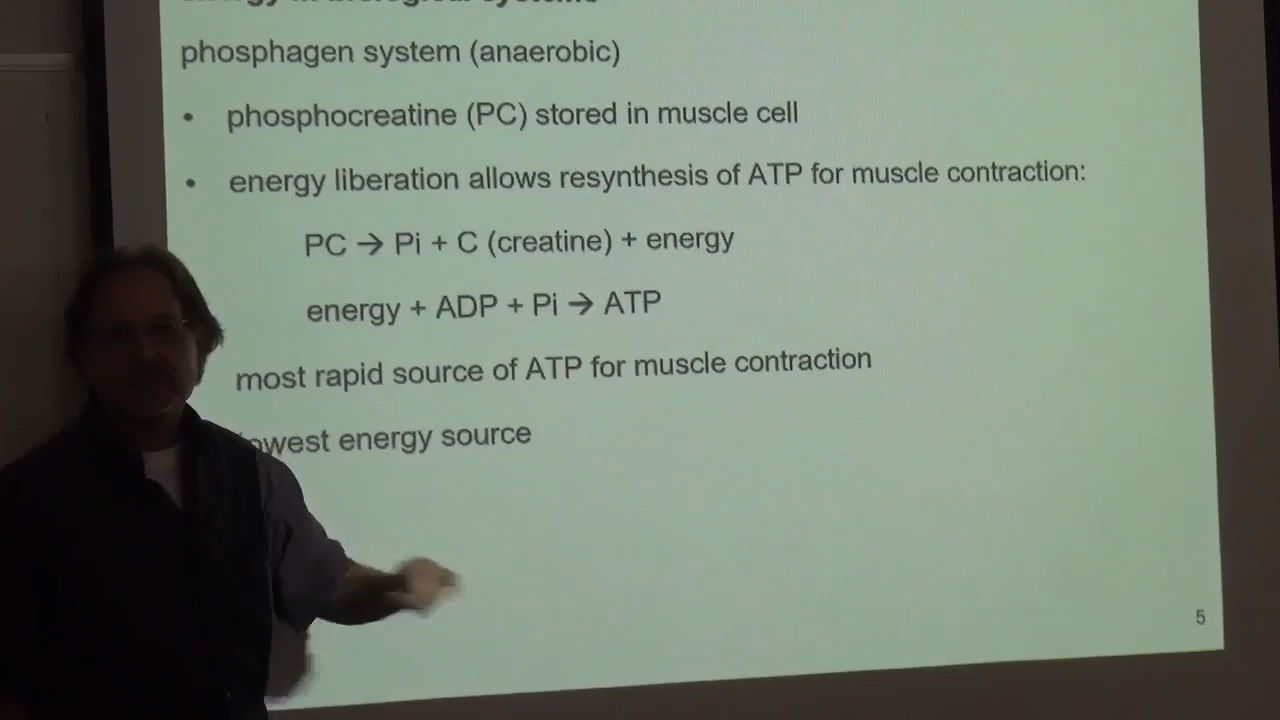 phosphagen system (anaerobic)
• phosphocreatine (PC) stored in muscle cell
• energy liberation allows resynthesis of ATP for muscle contraction:
PC → Pi + C (creatine) + energy
energy + ADP + Pi → ATP
most rapid source of ATP for muscle contraction
owest energy source
5